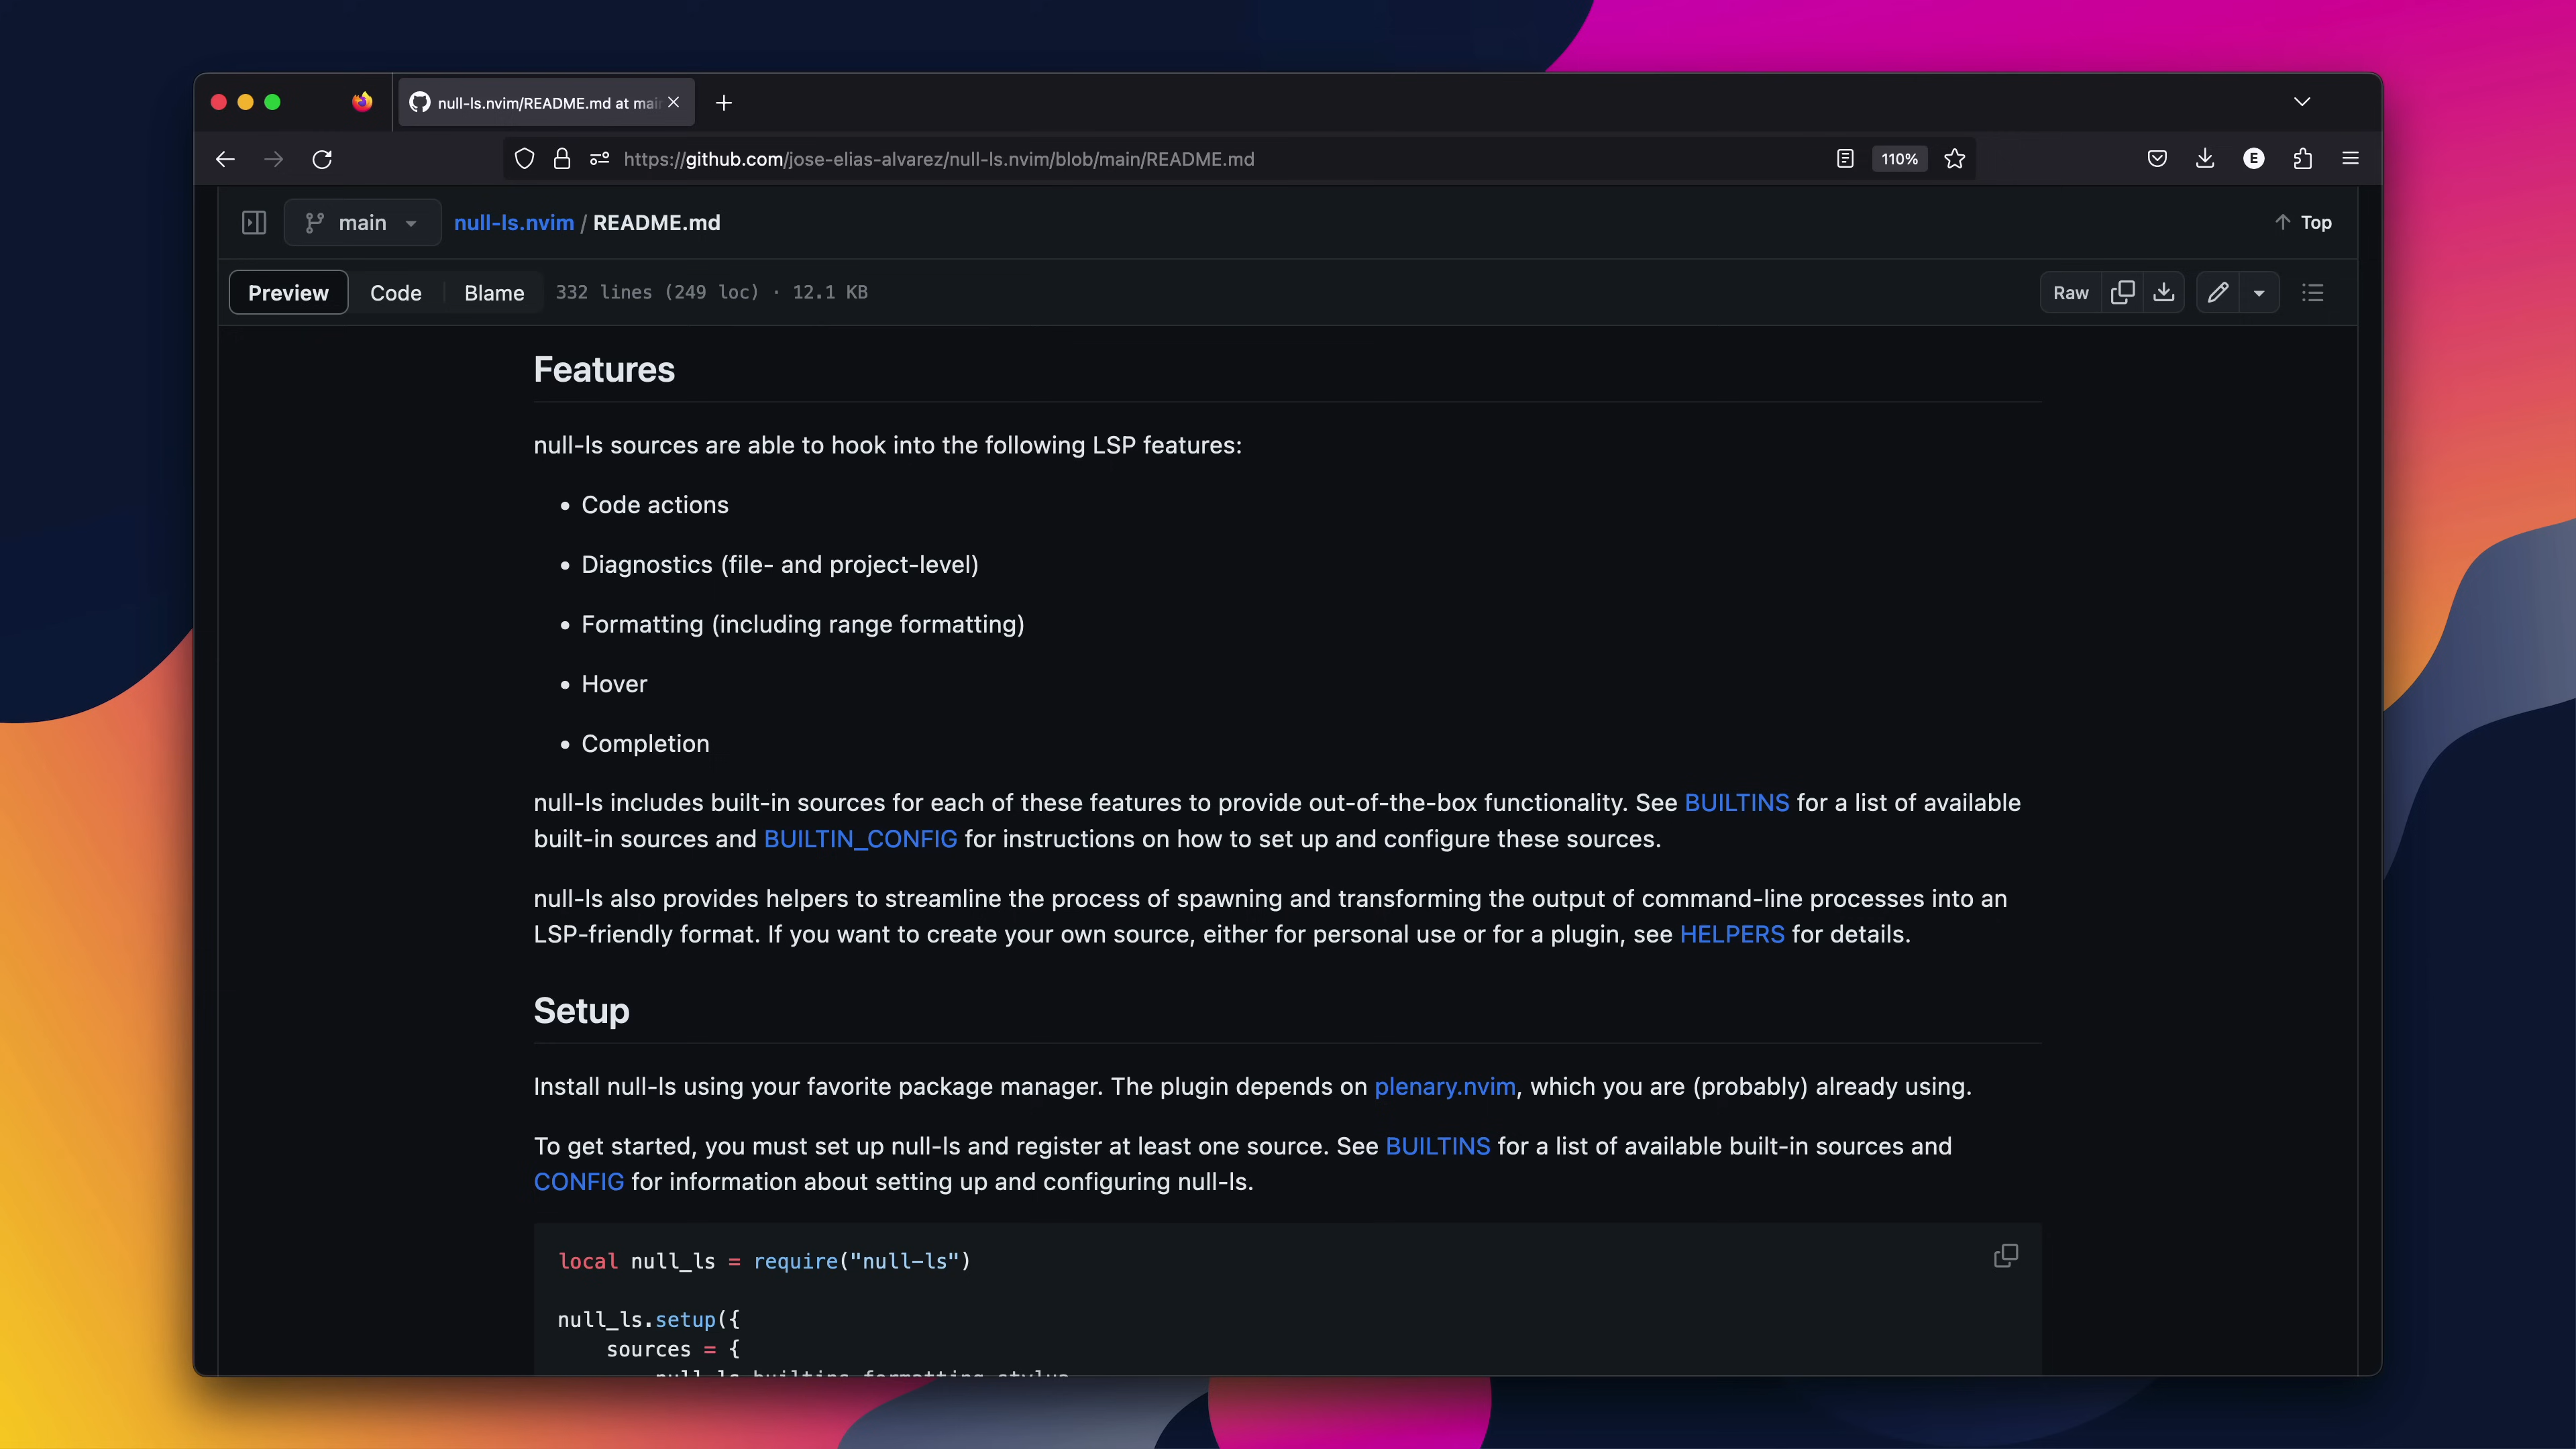 null-ls.nvim/README.md at mai
https://github.com/jose-elias-alvarez/null-ls.nvim/blob/main/README.md
110%
E
main
null-ls.nvim / README.md
Top
Preview
Code
Blame
332 lines (249 loc) · 12.1 KB
Raw
Features
null-ls sources are able to hook into the following LSP features:
• Code actions
• Diagnostics (file- and project-level)
• Formatting (including range formatting)
• Hover
• Completion
null-ls includes built-in sources for each of these features to provide out-of-the-box functionality. See BUILTINS for a list of available
built-in sources and BUILTIN_CONFIG for instructions on how to set up and configure these sources.
null-ls also provides helpers to streamline the process of spawning and transforming the output of command-line processes into an
LSP-friendly format. If you want to create your own source, either for personal use or for a plugin, see HELPERS for details.
Setup
Install null-ls using your favorite package manager. The plugin depends on plenary.nvim, which you are (probably) already using.
To get started, you must set up null-ls and register at least one source. See BUILTINS for a list of available built-in sources and
CONFIG for information about setting up and configuring null-ls.
local null_ls = require("null-ls")
null_ls.setup({
sources = {
null_ls.builtins.formatting.stylua